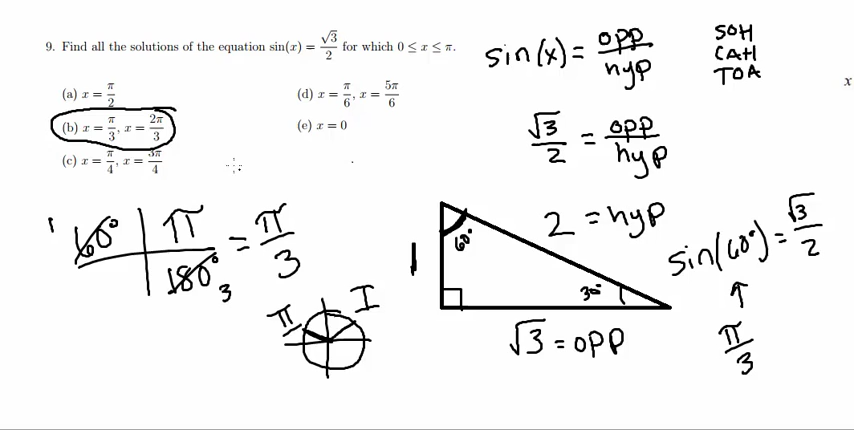 9. Find all the solutions of the equation sin(x) = √3/2 for which 0 ≤ x ≤ π.
(a) x = π/2
(b) x = π/3, x = 2π/3
(c) x = π/4, x = 3π/4
(d) x = π/6, x = 5π/6
(e) x = 0
sin(x) = opp/hyp
SOH
CAH
TOA
x
√3/2 = opp/hyp
2 = hyp
1 60° | π / 180° 3 = π/3
60°
30°
1
√3 = opp
sin(60°) = √3/2
↑
π/3
II
I